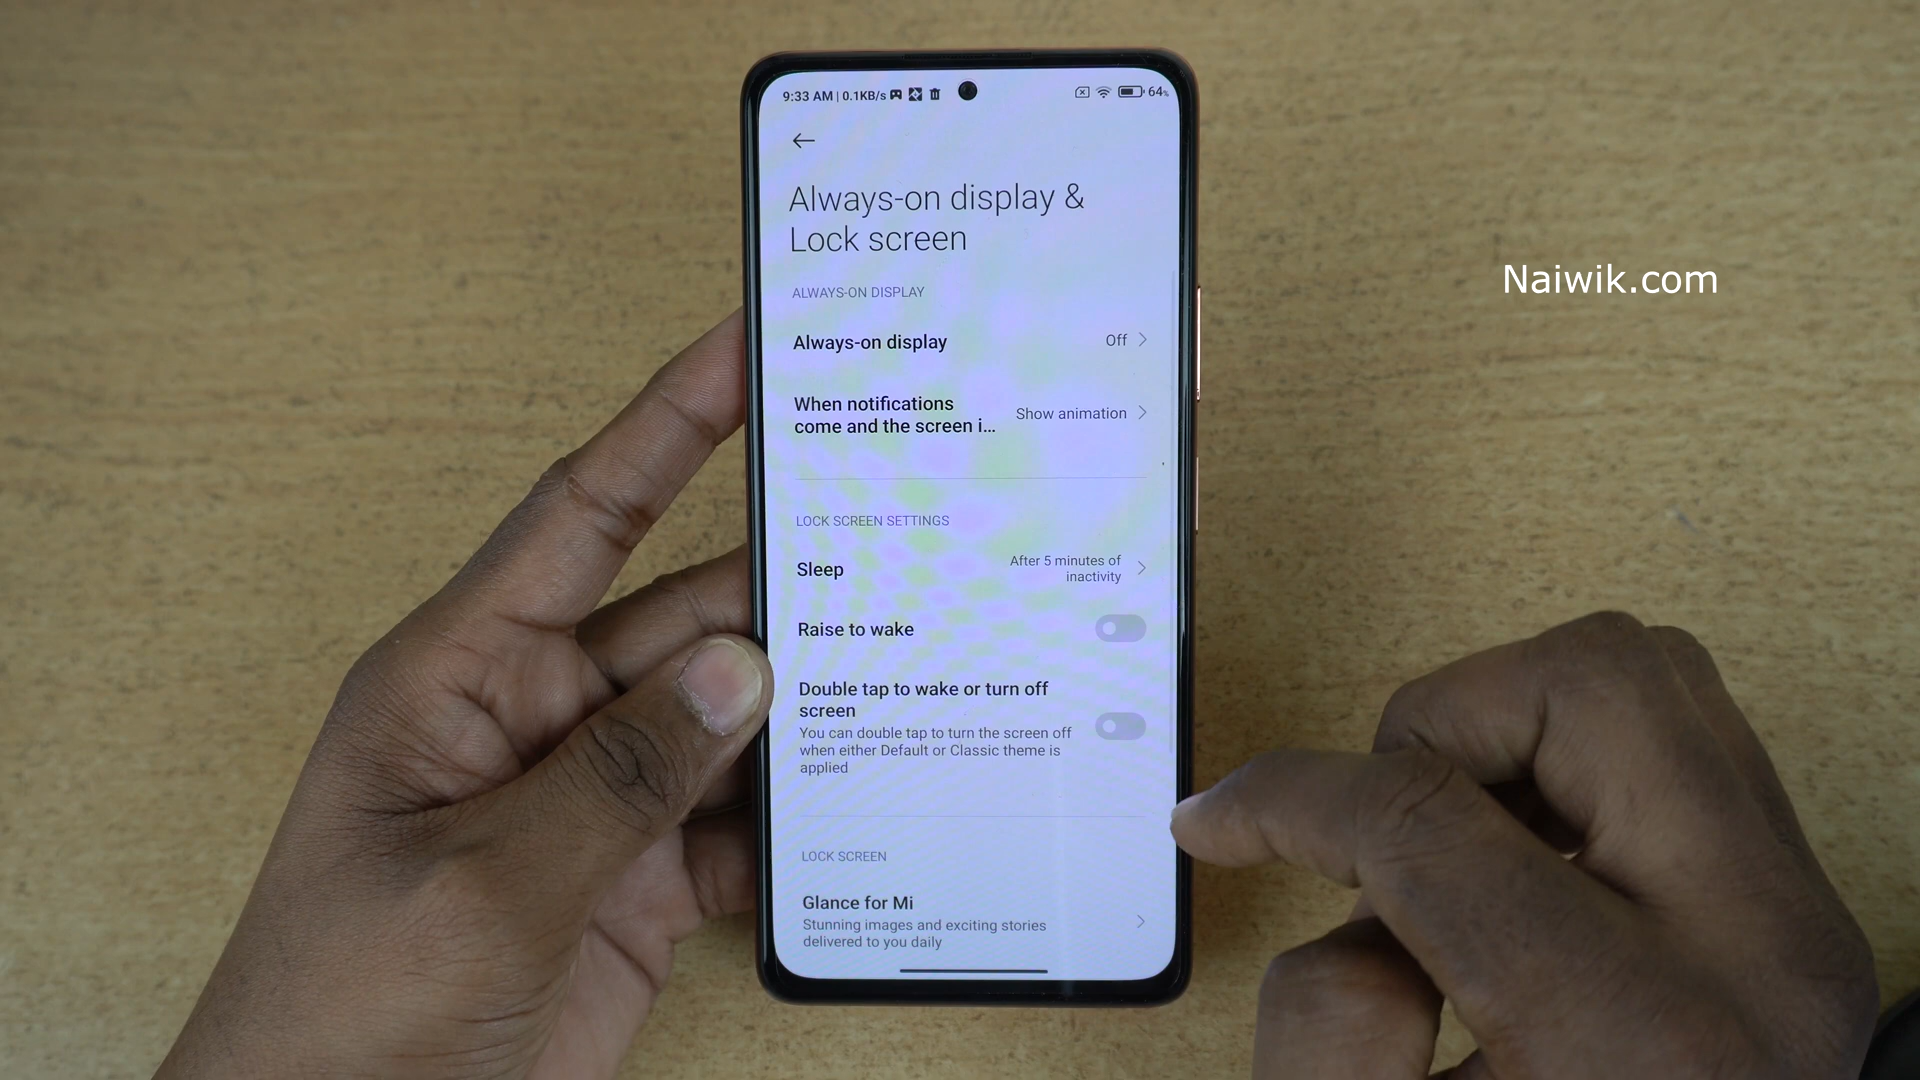 9:33 AM | 0.1KB/s
64%
Always-on display &
Lock screen
ALWAYS-ON DISPLAY
Always-on display
Off
When notifications
come and the screen i...
Show animation
LOCK SCREEN SETTINGS
Sleep
After 5 minutes of
inactivity
Raise to wake
Double tap to wake or turn off
screen
You can double tap to turn the screen off
when either Default or Classic theme is
applied
LOCK SCREEN
Glance for Mi
Stunning images and exciting stories
delivered to you daily
Naiwik.com